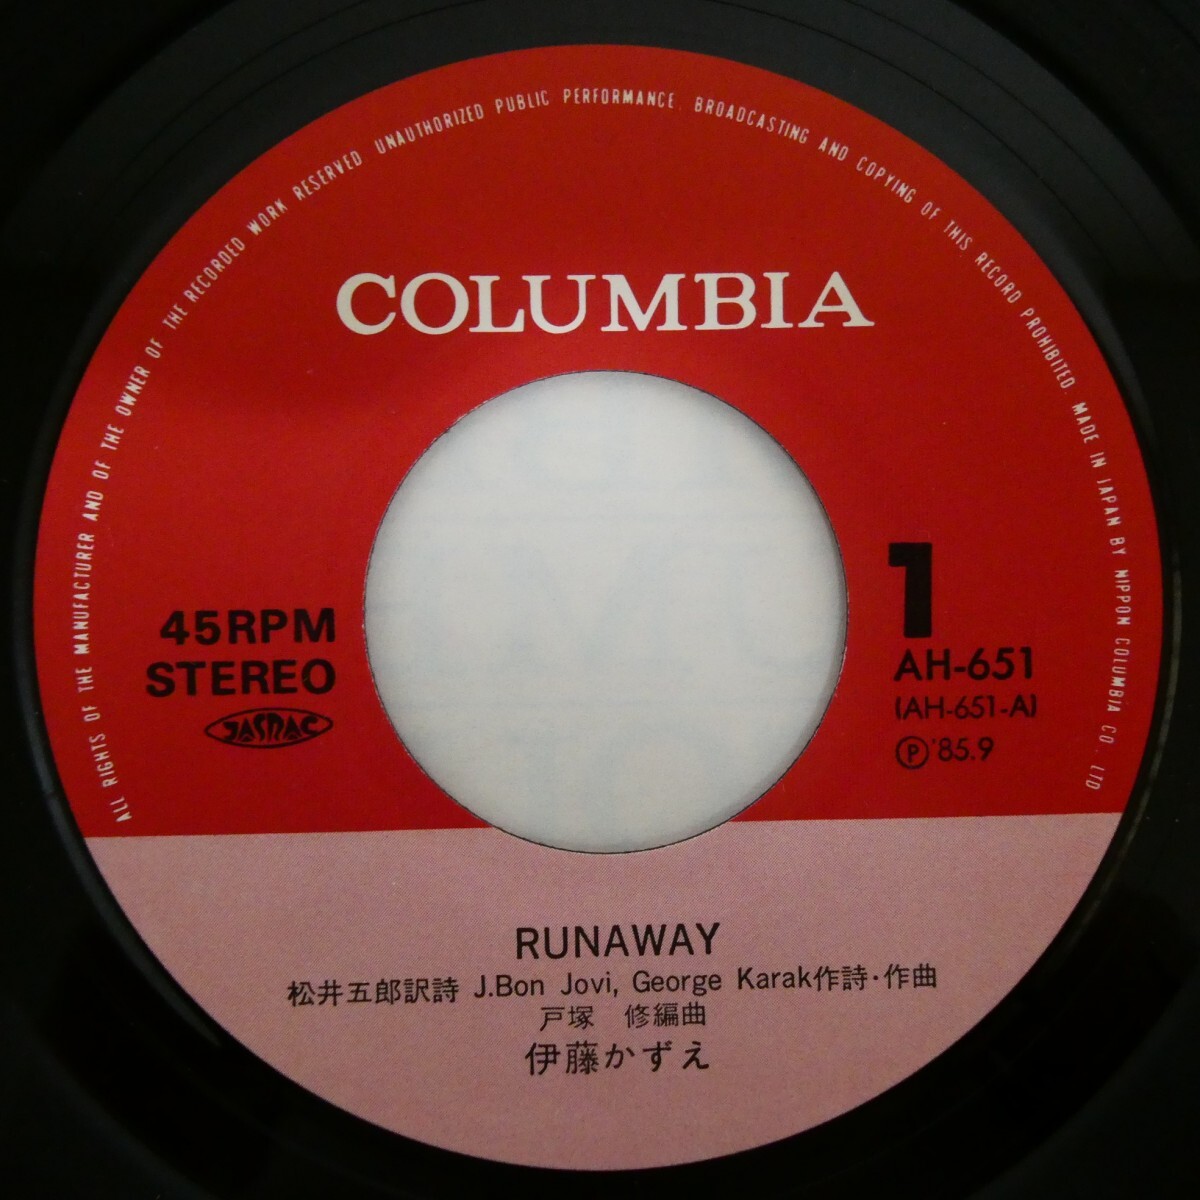 ALL RIGHTS OF THE MANUFACTURER AND OF THE OWNER OF THE RECORDED WORK RESERVED UNAUTHORIZED PUBLIC PERFORMANCE. BROADCASTING AND COPYING OF THIS RECORD PROHIBITED. MADE IN JAPAN BY NIPPON COLUMBIA CO., LTD
COLUMBIA
45RPM
STEREO
JASRAC
1
AH-651
(AH-651-A)
Ⓟ'85.9
RUNAWAY
松井五郎訳詩 J.Bon Jovi, George Karak作詩・作曲
戸塚 修編曲
伊藤かずえ